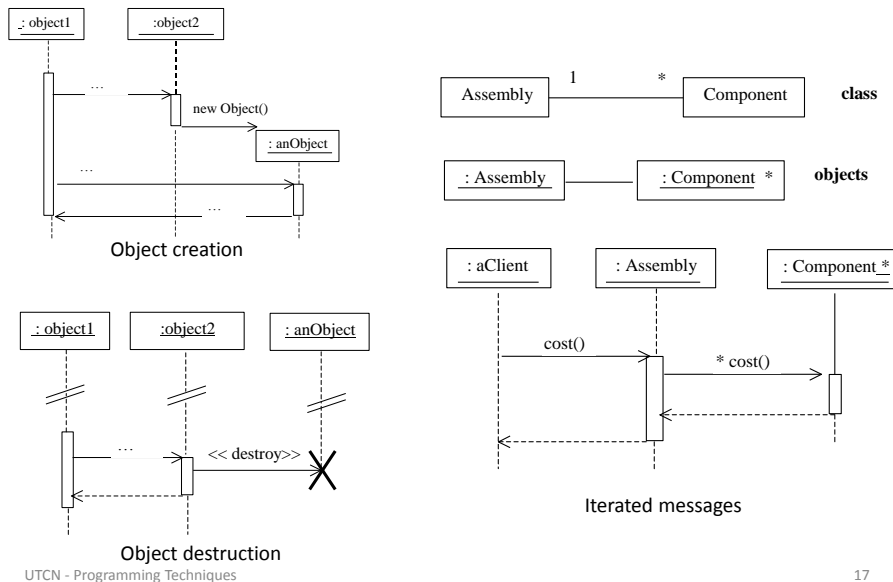 : object1
:object2
...
new Object()
: anObject
...
...
Object creation
: object1
:object2
: anObject
...
<< destroy>>
Object destruction
1
*
Assembly
Component
class
: Assembly
: Component *
objects
: aClient
: Assembly
: Component *
cost()
* cost()
Iterated messages
UTCN - Programming Techniques
17